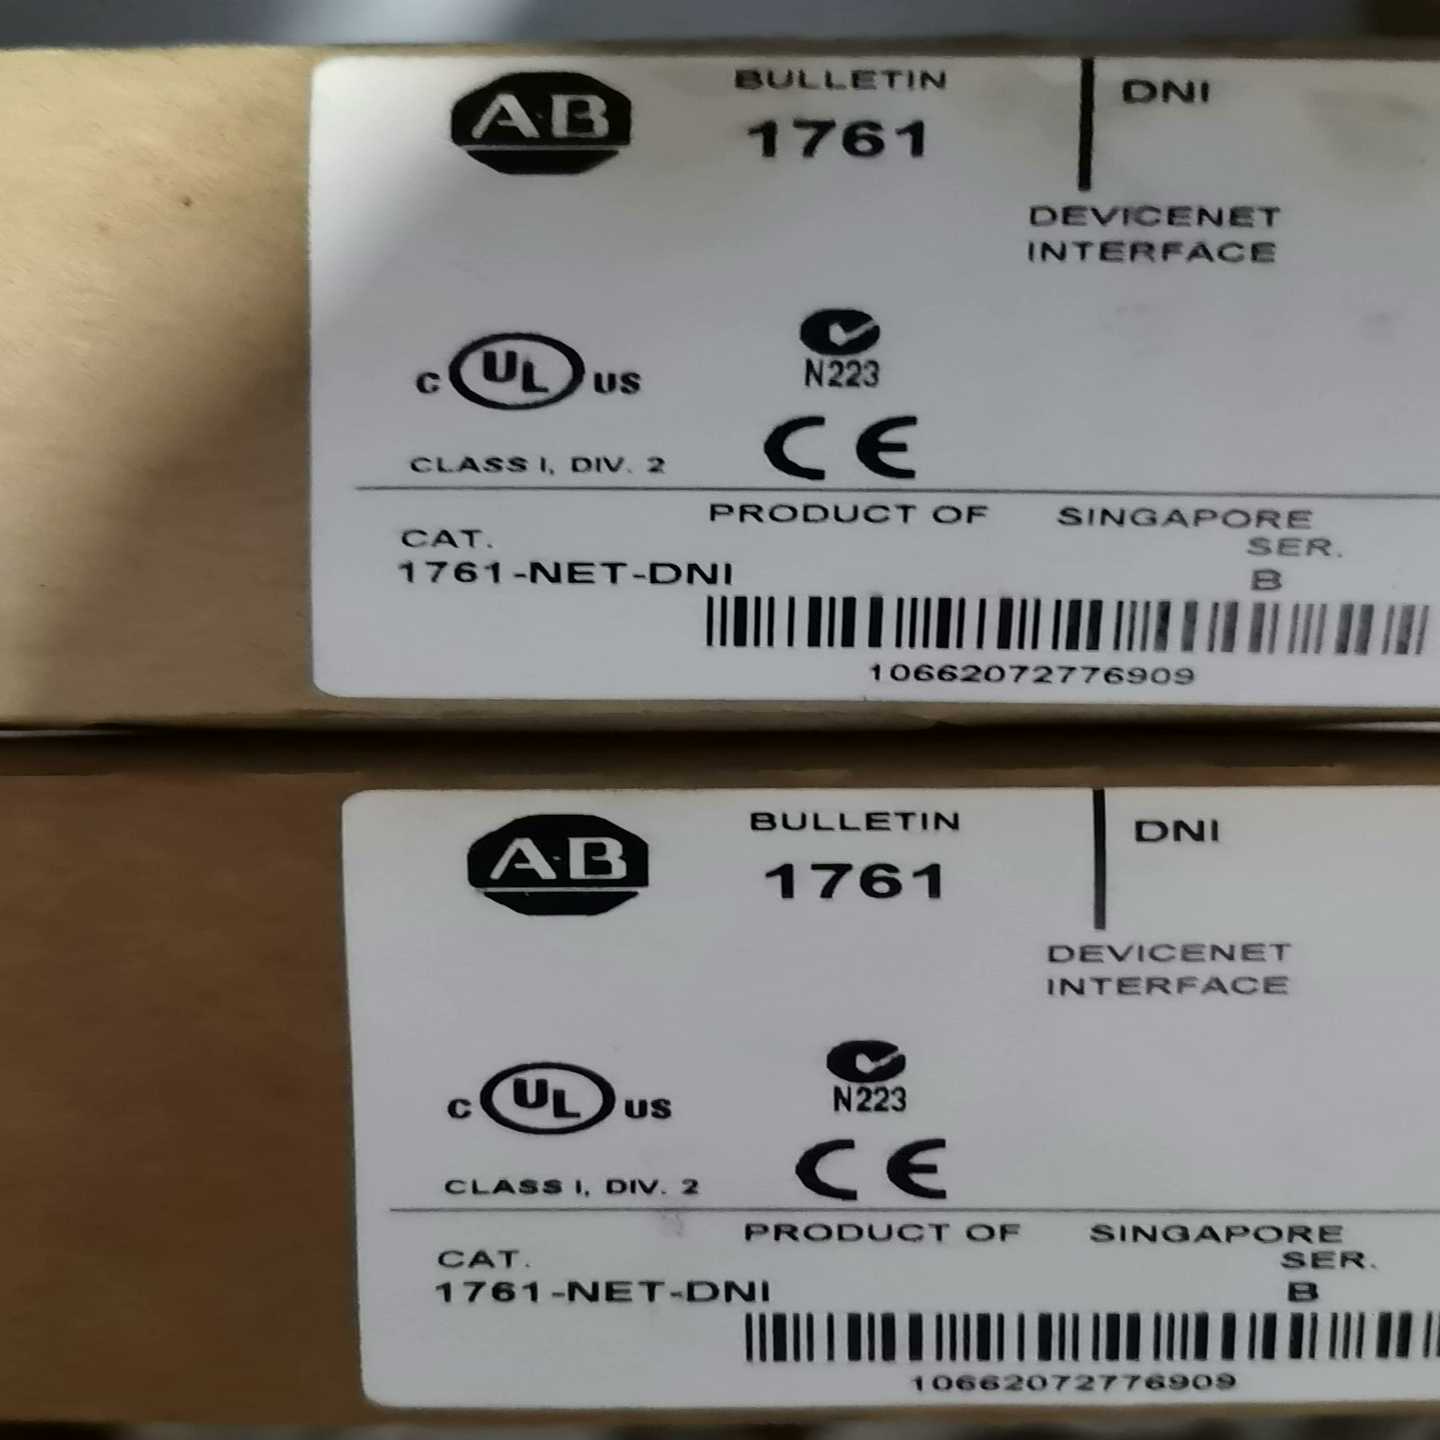 A-B
BULLETIN
1761
DNI
DEVICENET
INTERFACE
C UL US
N223
CE
CLASS I, DIV. 2
PRODUCT OF SINGAPORE
CAT.
SER.
1761-NET-DNI
B
10662072776909
A-B
BULLETIN
1761
DNI
DEVICENET
INTERFACE
C UL US
N223
CE
CLASS I, DIV. 2
PRODUCT OF SINGAPORE
CAT.
SER.
1761-NET-DNI
B
10662072776909